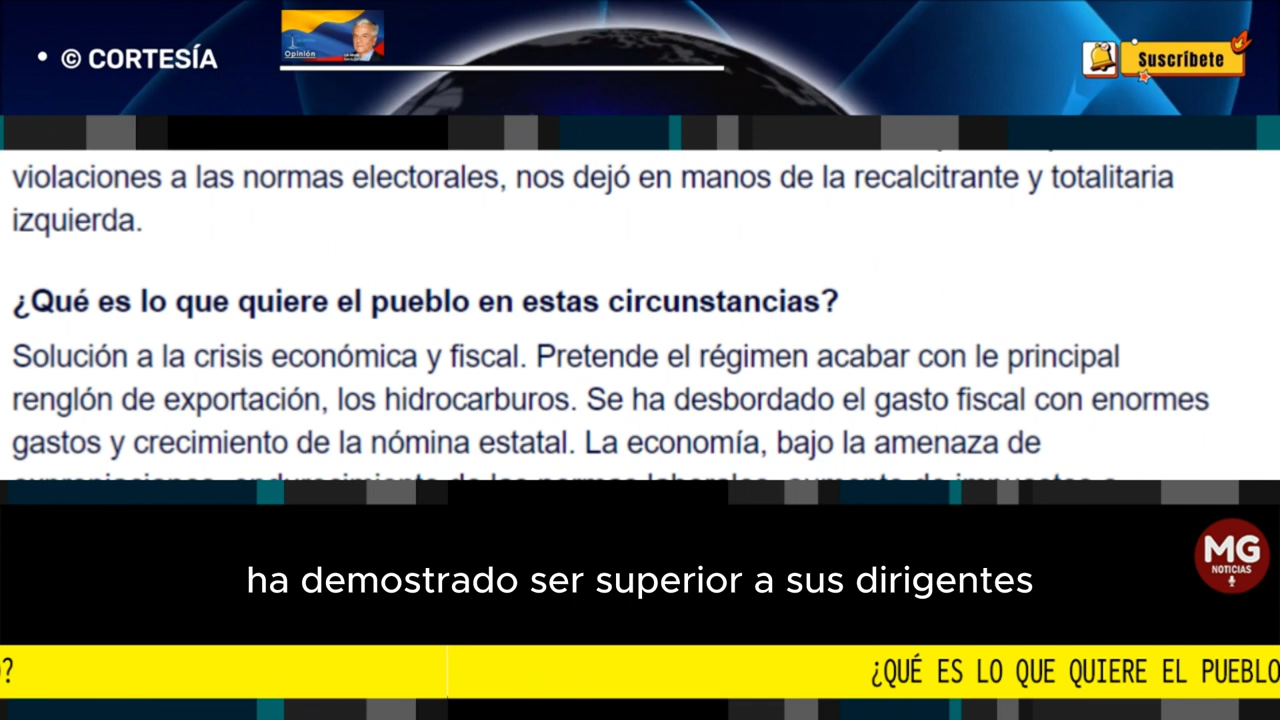 • © CORTESÍA
Opinión
Suscríbete
violaciones a las normas electorales, nos dejó en manos de la recalcitrante y totalitaria
izquierda.
¿Qué es lo que quiere el pueblo en estas circunstancias?
Solución a la crisis económica y fiscal. Pretende el régimen acabar con le principal
renglón de exportación, los hidrocarburos. Se ha desbordado el gasto fiscal con enormes
gastos y crecimiento de la nómina estatal. La economía, bajo la amenaza de
MG
NOTICIAS
ha demostrado ser superior a sus dirigentes
?
¿QUÉ ES LO QUE QUIERE EL PUEBLO